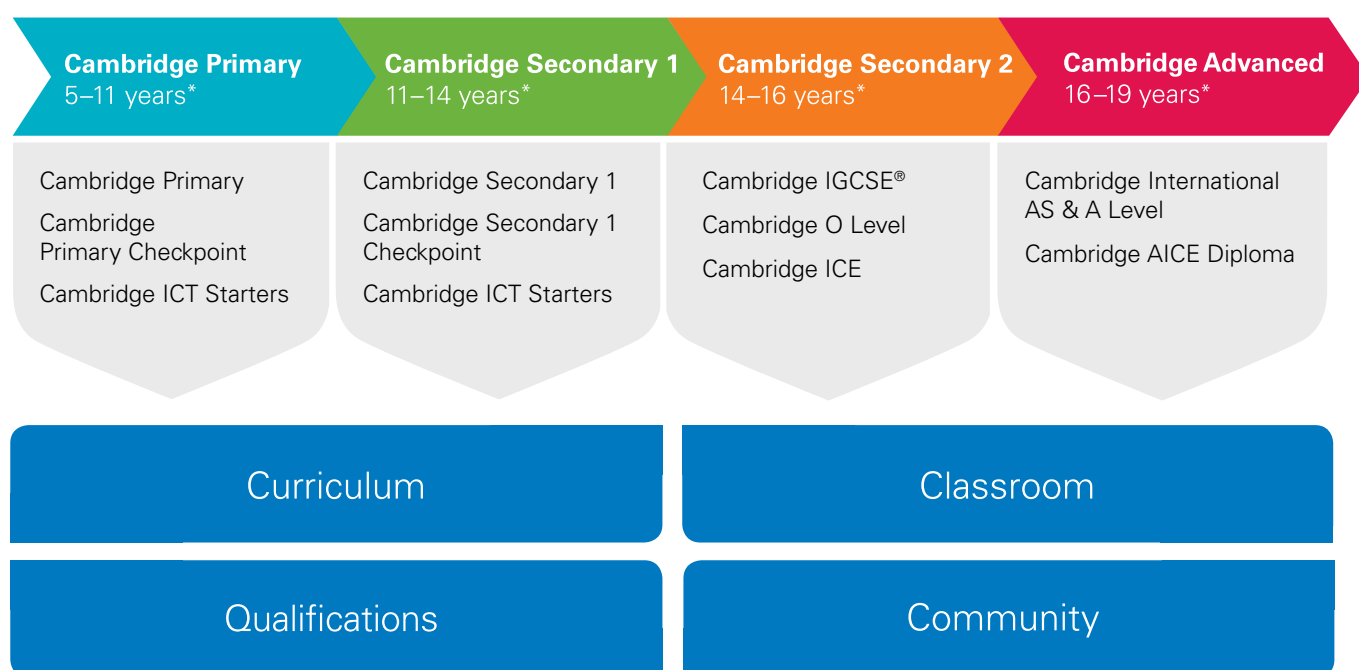 Cambridge Primary
5–11 years*
Cambridge Secondary 1
11–14 years*
Cambridge Secondary 2
14–16 years*
Cambridge Advanced
16–19 years*
Cambridge Primary
Cambridge
Primary Checkpoint
Cambridge ICT Starters
Cambridge Secondary 1
Cambridge Secondary 1
Checkpoint
Cambridge ICT Starters
Cambridge IGCSE®
Cambridge O Level
Cambridge ICE
Cambridge International
AS & A Level
Cambridge AICE Diploma
Curriculum
Classroom
Qualifications
Community